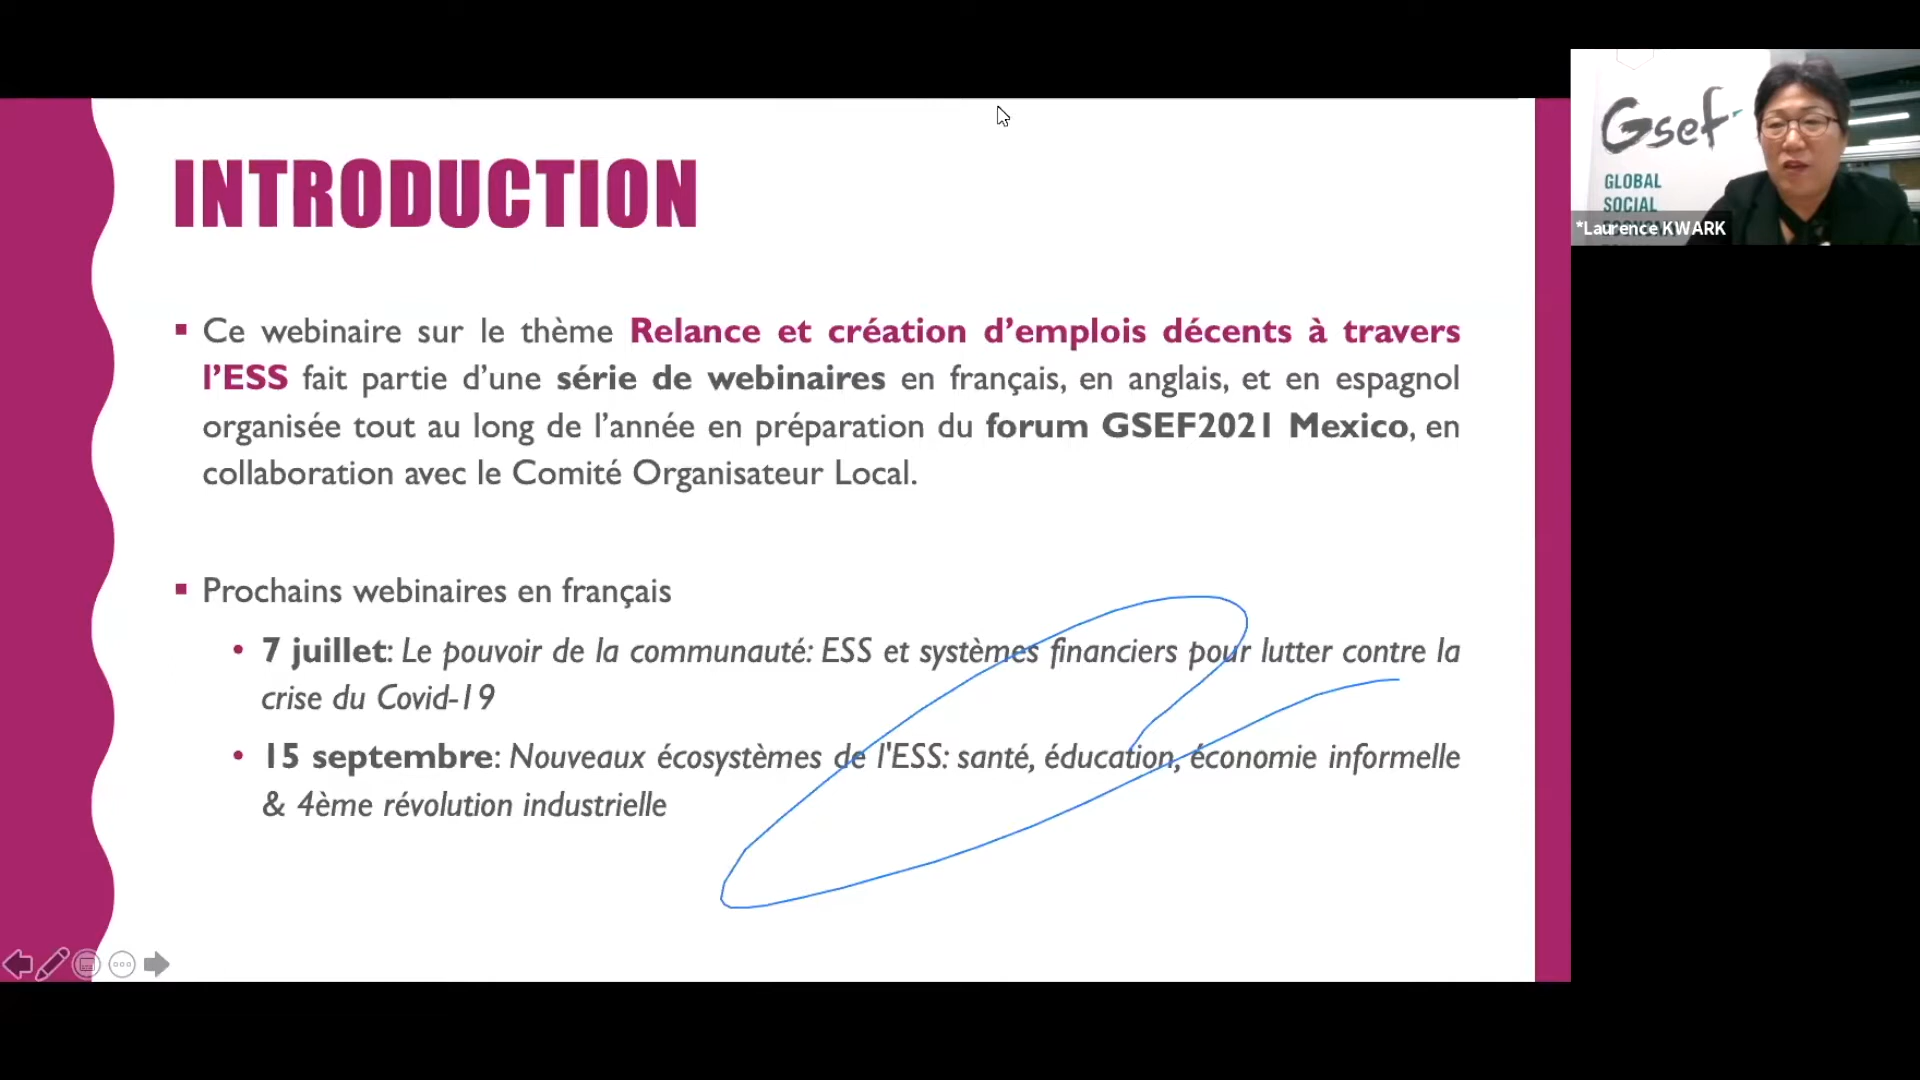 INTRODUCTION
Ce webinaire sur le thème Relance et création d’emplois décents à travers
l’ESS fait partie d’une série de webinaires en français, en anglais, et en espagnol
organisée tout au long de l’année en préparation du forum GSEF2021 Mexico, en
collaboration avec le Comité Organisateur Local.
Prochains webinaires en français
7 juillet: Le pouvoir de la communauté: ESS et systèmes financiers pour lutter contre la
crise du Covid-19
15 septembre: Nouveaux écosystèmes de l'ESS: santé, éducation, économie informelle
& 4ème révolution industrielle
Gsef
GLOBAL
SOCIAL
*Laurence KWARK